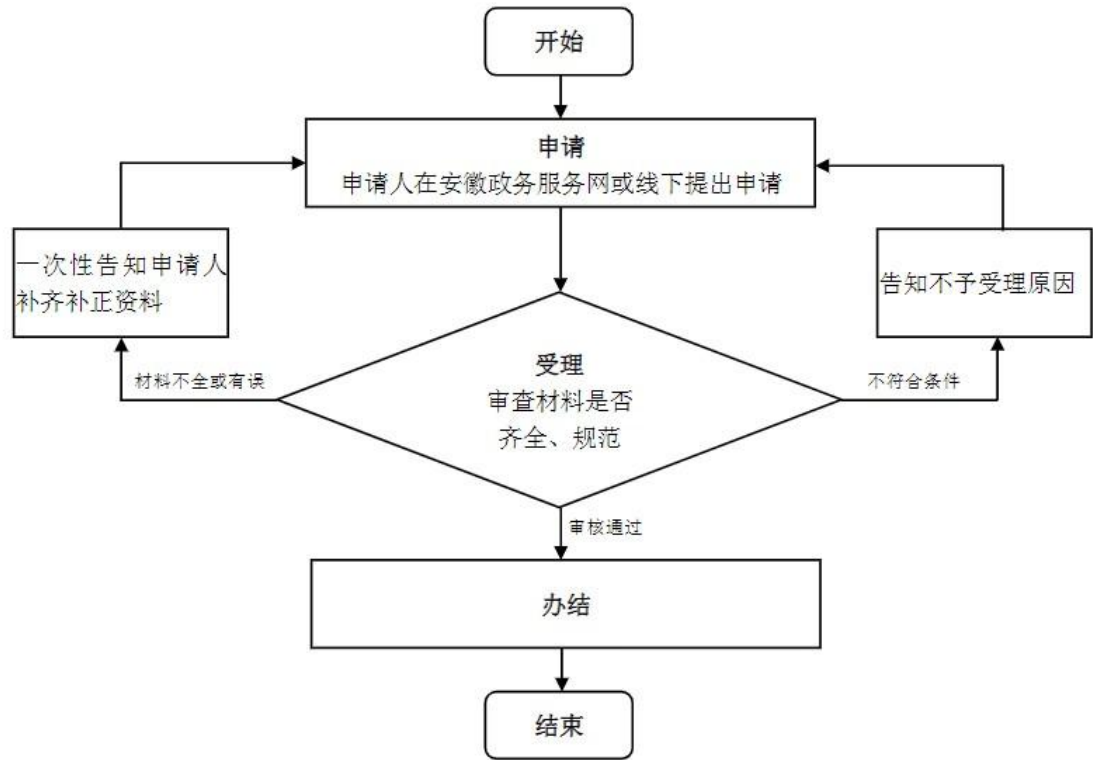 开始
申请
申请人在安徽政务服务网或线下提出申请
一次性告知申请人
补齐补正资料
告知不予受理原因
材料不全或有误
受理
审查材料是否
齐全、规范
不符合条件
审核通过
办结
结束